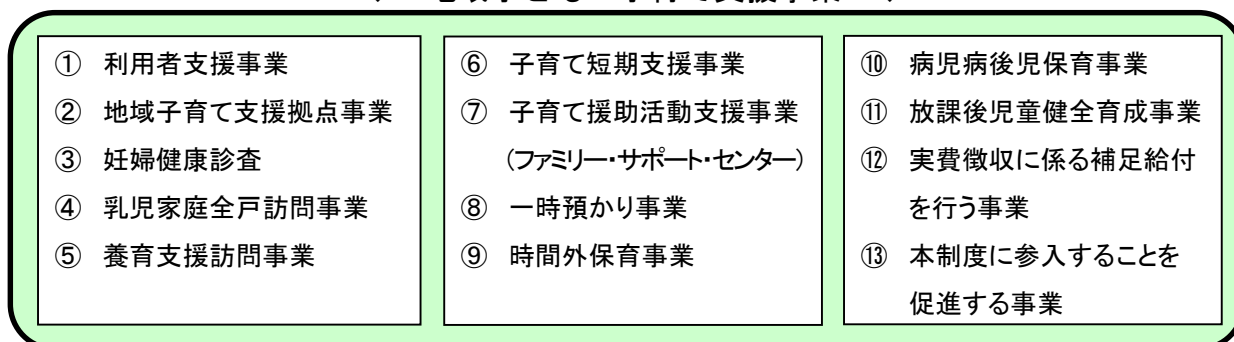 ① 利用者支援事業
② 地域子育て支援拠点事業
③ 妊婦健康診査
④ 乳児家庭全戸訪問事業
⑤ 養育支援訪問事業
⑥ 子育て短期支援事業
⑦ 子育て援助活動支援事業
(ファミリー・サポート・センター)
⑧ 一時預かり事業
⑨ 時間外保育事業
⑩ 病児病後児保育事業
⑪ 放課後児童健全育成事業
⑫ 実費徴収に係る補足給付
を行う事業
⑬ 本制度に参入することを
促進する事業